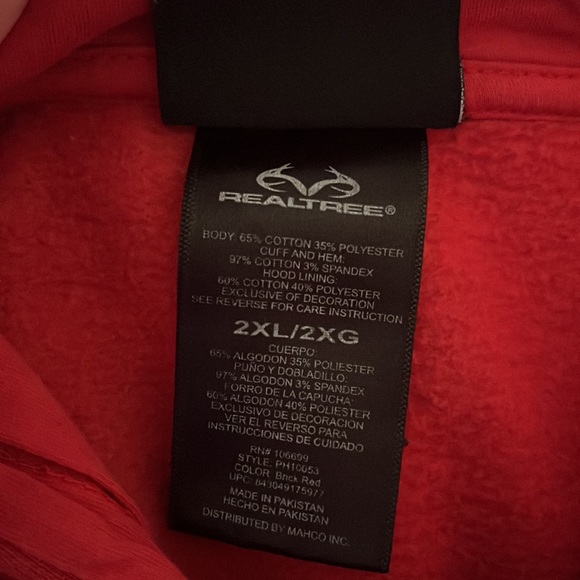 REALTREE®
BODY: 65% COTTON 35% POLYESTER
CUFF AND HEM:
97% COTTON 3% SPANDEX
HOOD LINING:
60% COTTON 40% POLYESTER
EXCLUSIVE OF DECORATION
SEE REVERSE FOR CARE INSTRUCTION
2XL/2XG
CUERPO:
65% ALGODON 35% POLIESTER
PUÑO Y DOBLADILLO:
97% ALGODON 3% SPANDEX
FORRO DE LA CAPUCHA:
60% ALGODON 40% POLIESTER
EXCLUSIVO DE DECORACION
VER EL REVERSO PARA
INSTRUCCIONES DE CUIDADO
RN# 106699
STYLE: PH10053
COLOR: Brick Red
UPC: 843049175977
MADE IN PAKISTAN
HECHO EN PAKISTAN
DISTRIBUTED BY MAHCO INC.